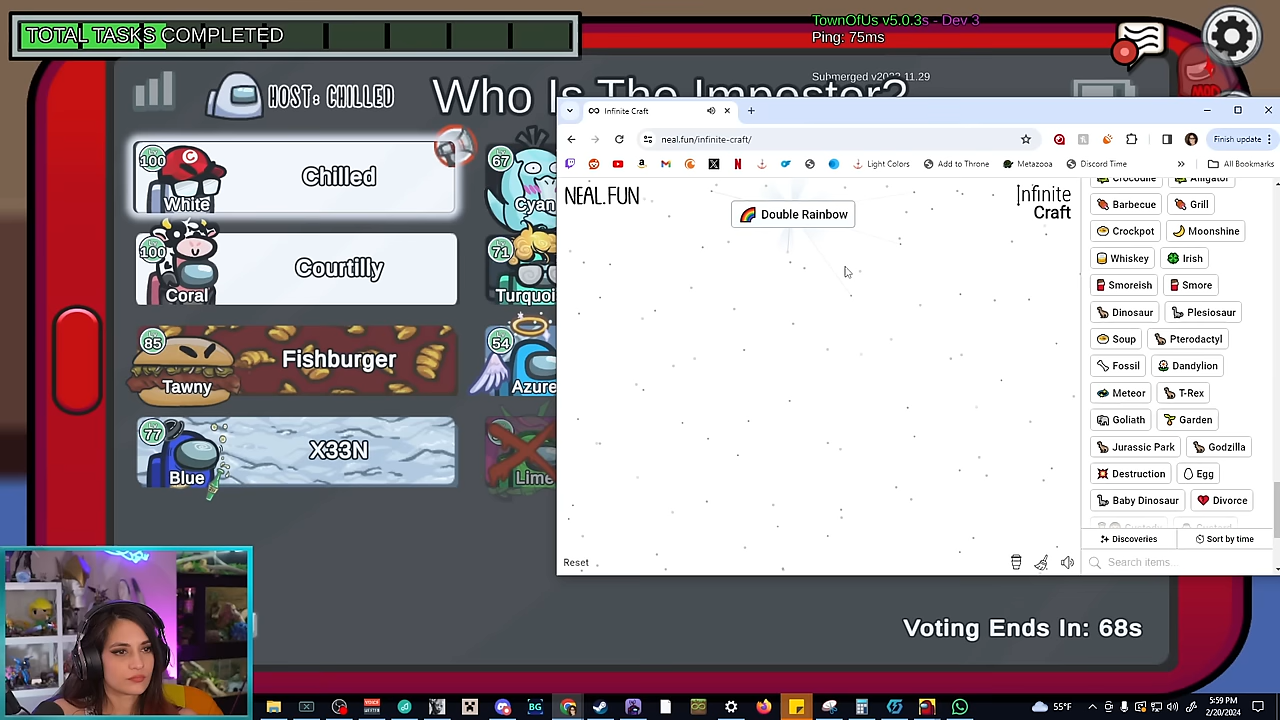 TOTAL TASKS COMPLETED
TownOfUs v5.0.3s - Dev 3
Ping: 75ms
Submerged v2023.11.29
HOST: CHILLED
Who Is The Impostor?
100
Chilled
White
100
Courtilly
Coral
85
Fishburger
Tawny
77
X33N
Blue
67
Cyan
71
Turquoi
54
Azure
Lime
Voting Ends In: 68s
Infinite Craft
neal.fun/infinite-craft/
Finish update
Light Colors
Add to Throne
Metazooa
Discord Time
»
All Bookmarks
NEAL.FUN
Infinite
Craft
Double Rainbow
Crocodile
Alligator
Barbecue
Grill
Crockpot
Moonshine
Whiskey
Irish
Smoreish
Smore
Dinosaur
Plesiosaur
Soup
Pterodactyl
Fossil
Dandylion
Meteor
T-Rex
Goliath
Garden
Jurassic Park
Godzilla
Destruction
Egg
Baby Dinosaur
Divorce
Custody
Custard
Discoveries
Sort by time
Search items...
Reset
BG
55°
5:59 PM
2/20/2024